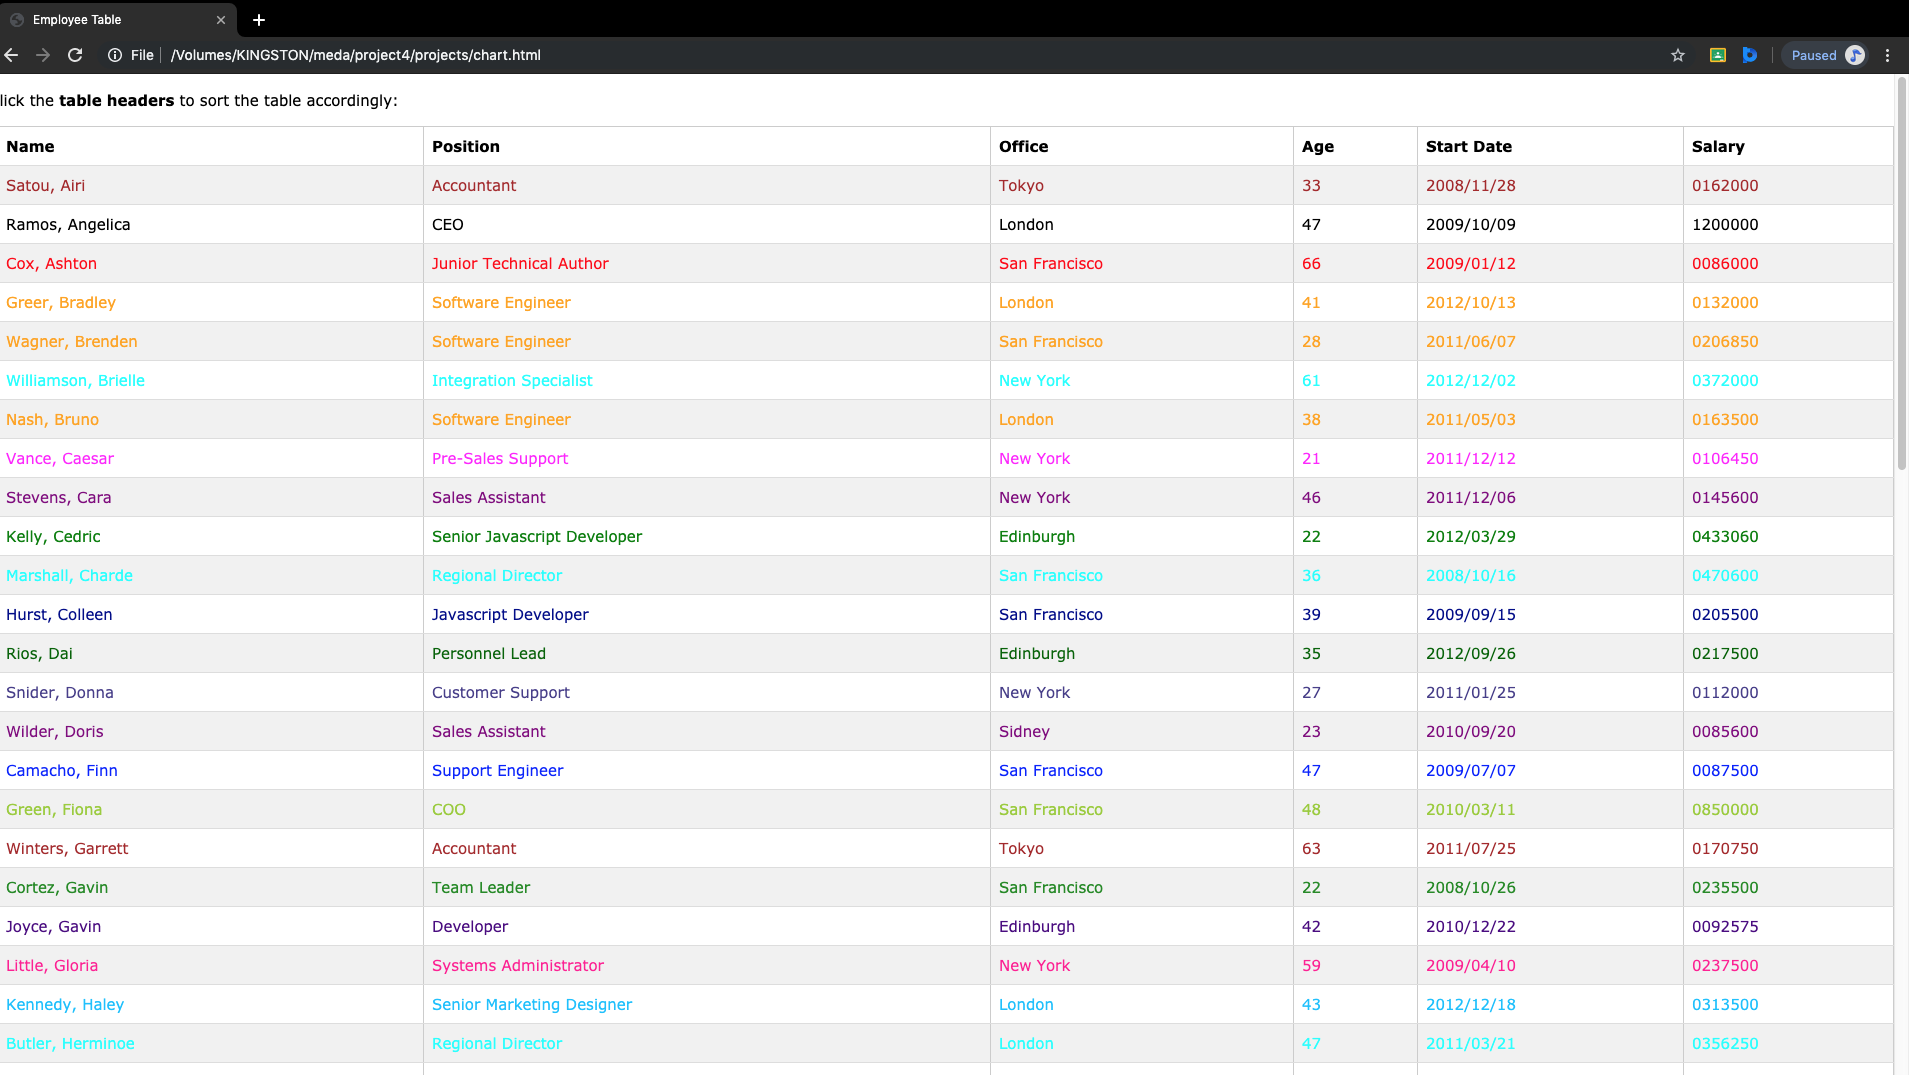 Employee Table
File /Volumes/KINGSTON/meda/project4/projects/chart.html Paused
lick the table headers to sort the table accordingly:
Name Position Office Age Start Date Salary
Satou, Airi Accountant Tokyo 33 2008/11/28 0162000
Ramos, Angelica CEO London 47 2009/10/09 1200000
Cox, Ashton Junior Technical Author San Francisco 66 2009/01/12 0086000
Greer, Bradley Software Engineer London 41 2012/10/13 0132000
Wagner, Brenden Software Engineer San Francisco 28 2011/06/07 0206850
Williamson, Brielle Integration Specialist New York 61 2012/12/02 0372000
Nash, Bruno Software Engineer London 38 2011/05/03 0163500
Vance, Caesar Pre-Sales Support New York 21 2011/12/12 0106450
Stevens, Cara Sales Assistant New York 46 2011/12/06 0145600
Kelly, Cedric Senior Javascript Developer Edinburgh 22 2012/03/29 0433060
Marshall, Charde Regional Director San Francisco 36 2008/10/16 0470600
Hurst, Colleen Javascript Developer San Francisco 39 2009/09/15 0205500
Rios, Dai Personnel Lead Edinburgh 35 2012/09/26 0217500
Snider, Donna Customer Support New York 27 2011/01/25 0112000
Wilder, Doris Sales Assistant Sidney 23 2010/09/20 0085600
Camacho, Finn Support Engineer San Francisco 47 2009/07/07 0087500
Green, Fiona COO San Francisco 48 2010/03/11 0850000
Winters, Garrett Accountant Tokyo 63 2011/07/25 0170750
Cortez, Gavin Team Leader San Francisco 22 2008/10/26 0235500
Joyce, Gavin Developer Edinburgh 42 2010/12/22 0092575
Little, Gloria Systems Administrator New York 59 2009/04/10 0237500
Kennedy, Haley Senior Marketing Designer London 43 2012/12/18 0313500
Butler, Herminoe Regional Director London 47 2011/03/21 0356250